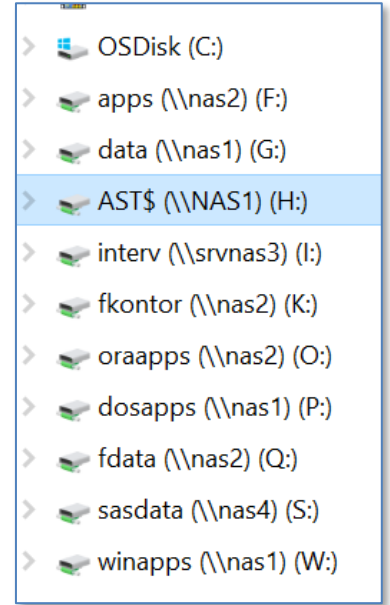 OSDisk (C:)
apps (\\nas2) (F:)
data (\\nas1) (G:)
AST$ (\\NAS1) (H:)
interv (\\srvnas3) (I:)
fkontor (\\nas2) (K:)
oraapps (\\nas2) (O:)
dosapps (\\nas1) (P:)
fdata (\\nas2) (Q:)
sasdata (\\nas4) (S:)
winapps (\\nas1) (W:)